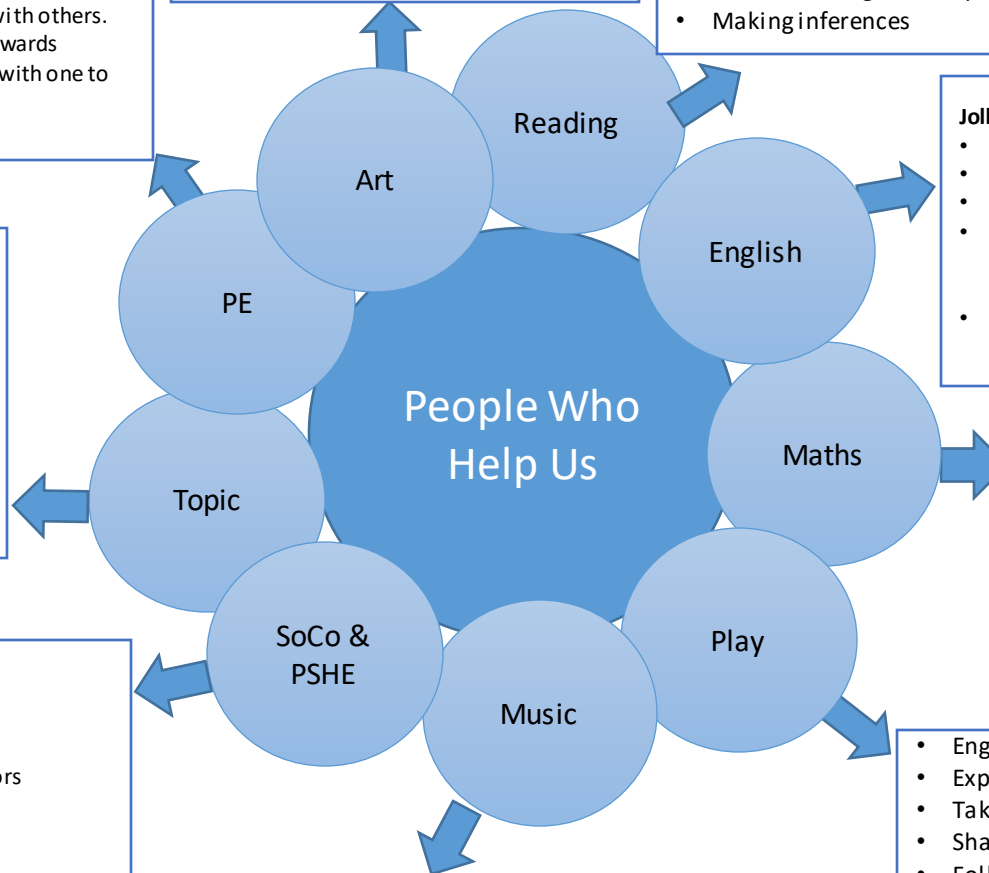 with others.
wards
with one to
• Making inferences
Reading
Art
English
PE
People Who
Help Us
Maths
Topic
SoCo &
PSHE
Play
Music
Joll
•
•
•
•
•
ors
• Eng
• Exp
• Tak
• Sha